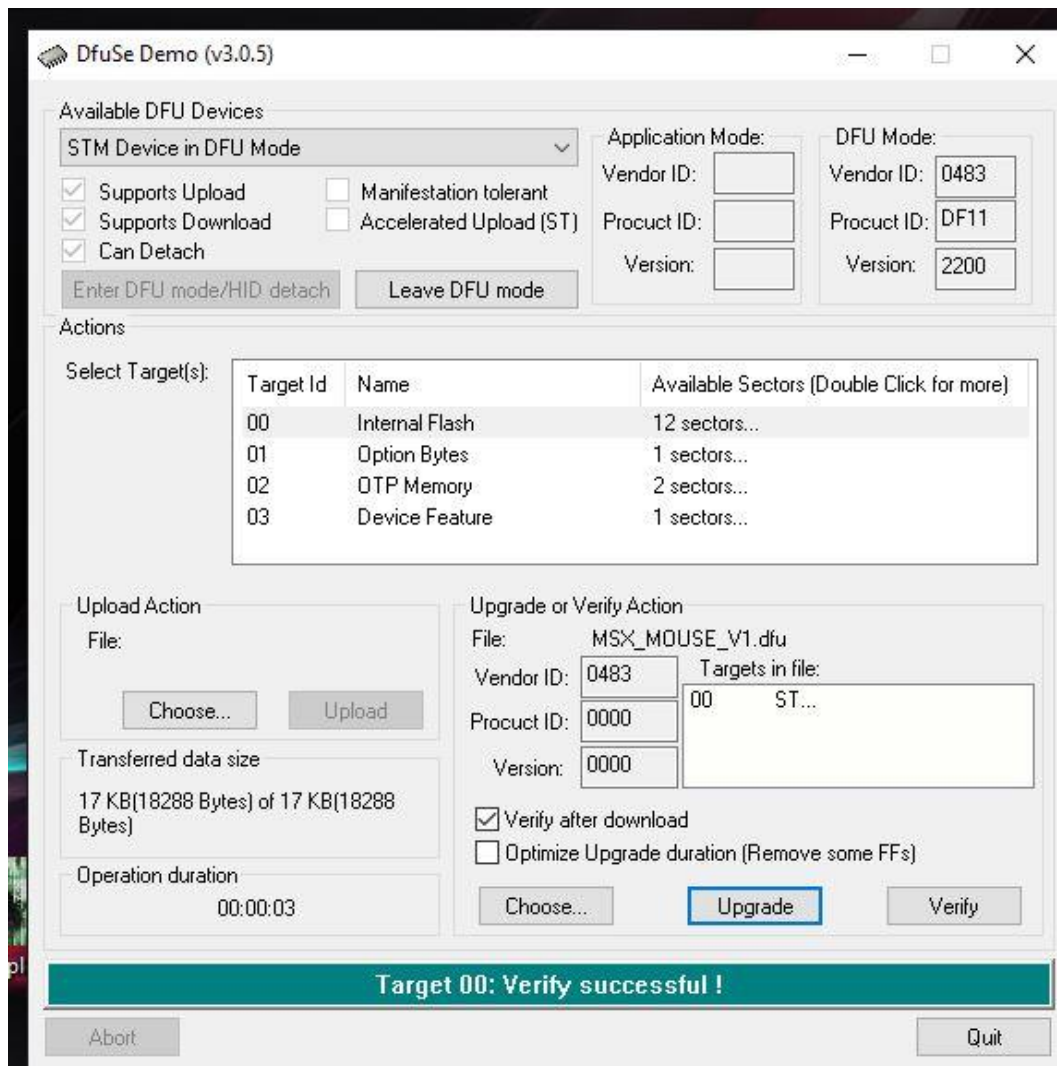 DfuSe Demo (v3.0.5)
Available DFU Devices
STM Device in DFU Mode
Supports Upload
Manifestation tolerant
Supports Download
Accelerated Upload (ST)
Can Detach
Enter DFU mode/HID detach
Leave DFU mode
Application Mode:
Vendor ID:
Procuct ID:
Version:
DFU Mode:
Vendor ID: 0483
Procuct ID: DF11
Version: 2200
Actions
Select Target(s):
Target Id Name Available Sectors (Double Click for more)
00 Internal Flash 12 sectors...
01 Option Bytes 1 sectors...
02 OTP Memory 2 sectors...
03 Device Feature 1 sectors...
Upload Action
File:
Choose... Upload
Transferred data size
17 KB(18288 Bytes) of 17 KB(18288
Bytes)
Operation duration
00:00:03
Upgrade or Verify Action
File: MSX_MOUSE_V1.dfu
Vendor ID: 0483
Procuct ID: 0000
Version: 0000
Targets in file:
00 ST...
Verify after download
Optimize Upgrade duration (Remove some FFs)
Choose... Upgrade Verify
Target 00: Verify successful !
Abort Quit
pl